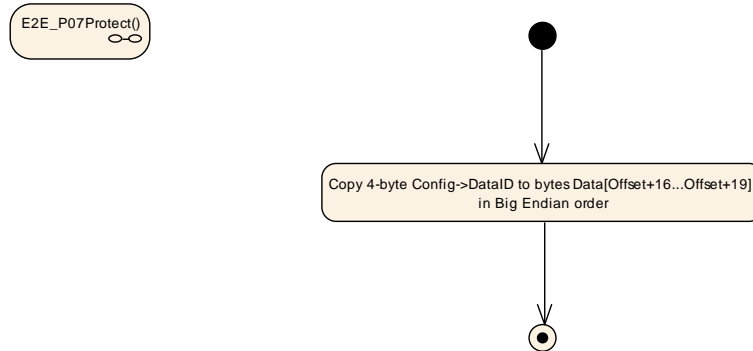 E2E_P07Protect()
Copy 4-byte Config->DataID to bytes Data[Offset+16...Offset+19]
in Big Endian order